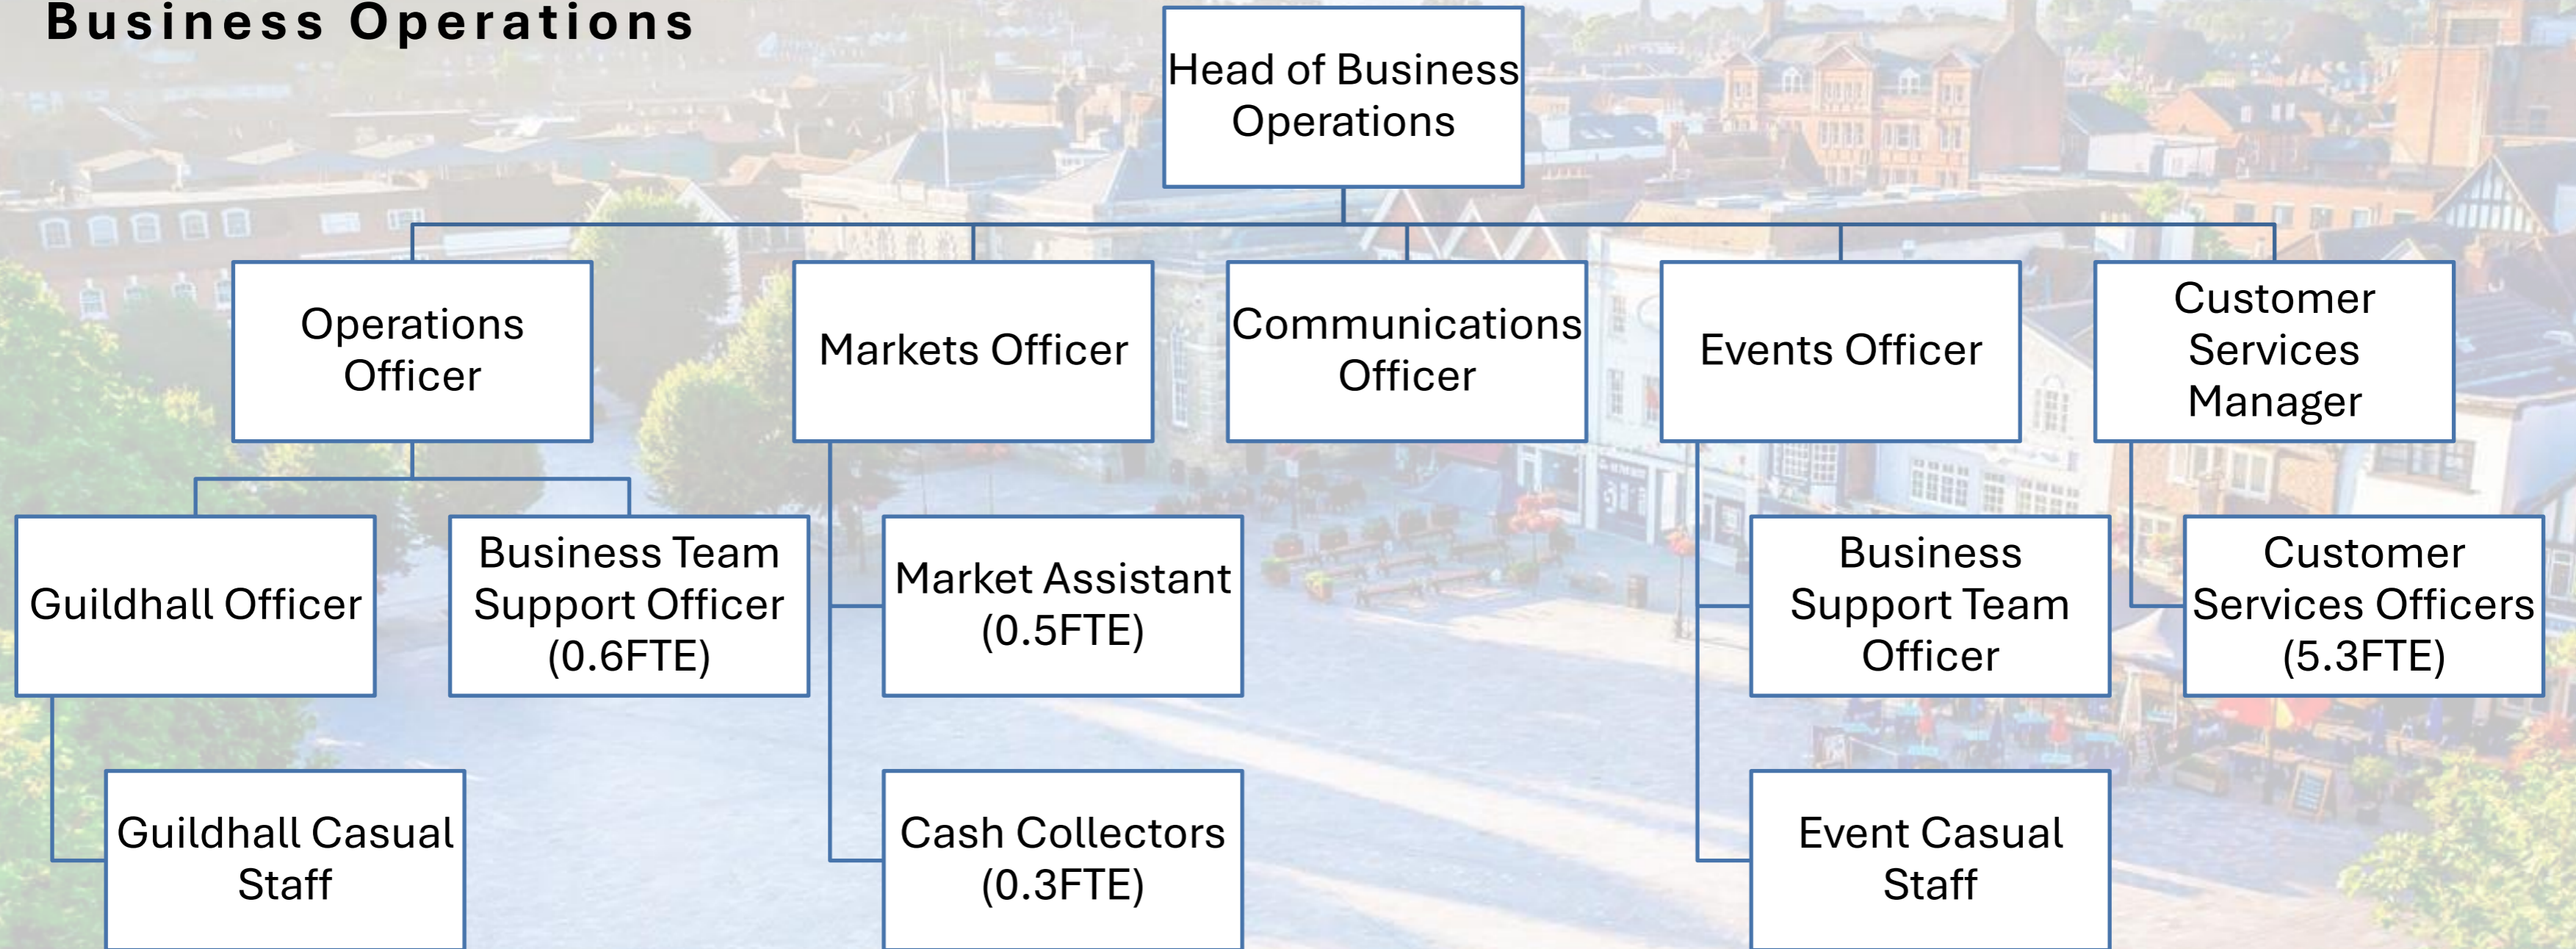 Business Operations
Head of Business
Operations
Operations
Officer
Markets Officer
Communications
Officer
Events Officer
Customer
Services
Manager
Guildhall Officer
Business Team
Support Officer
(0.6FTE)
Market Assistant
(0.5FTE)
Business
Support Team
Officer
Customer
Services Officers
(5.3FTE)
Guildhall Casual
Staff
Cash Collectors
(0.3FTE)
Event Casual
Staff